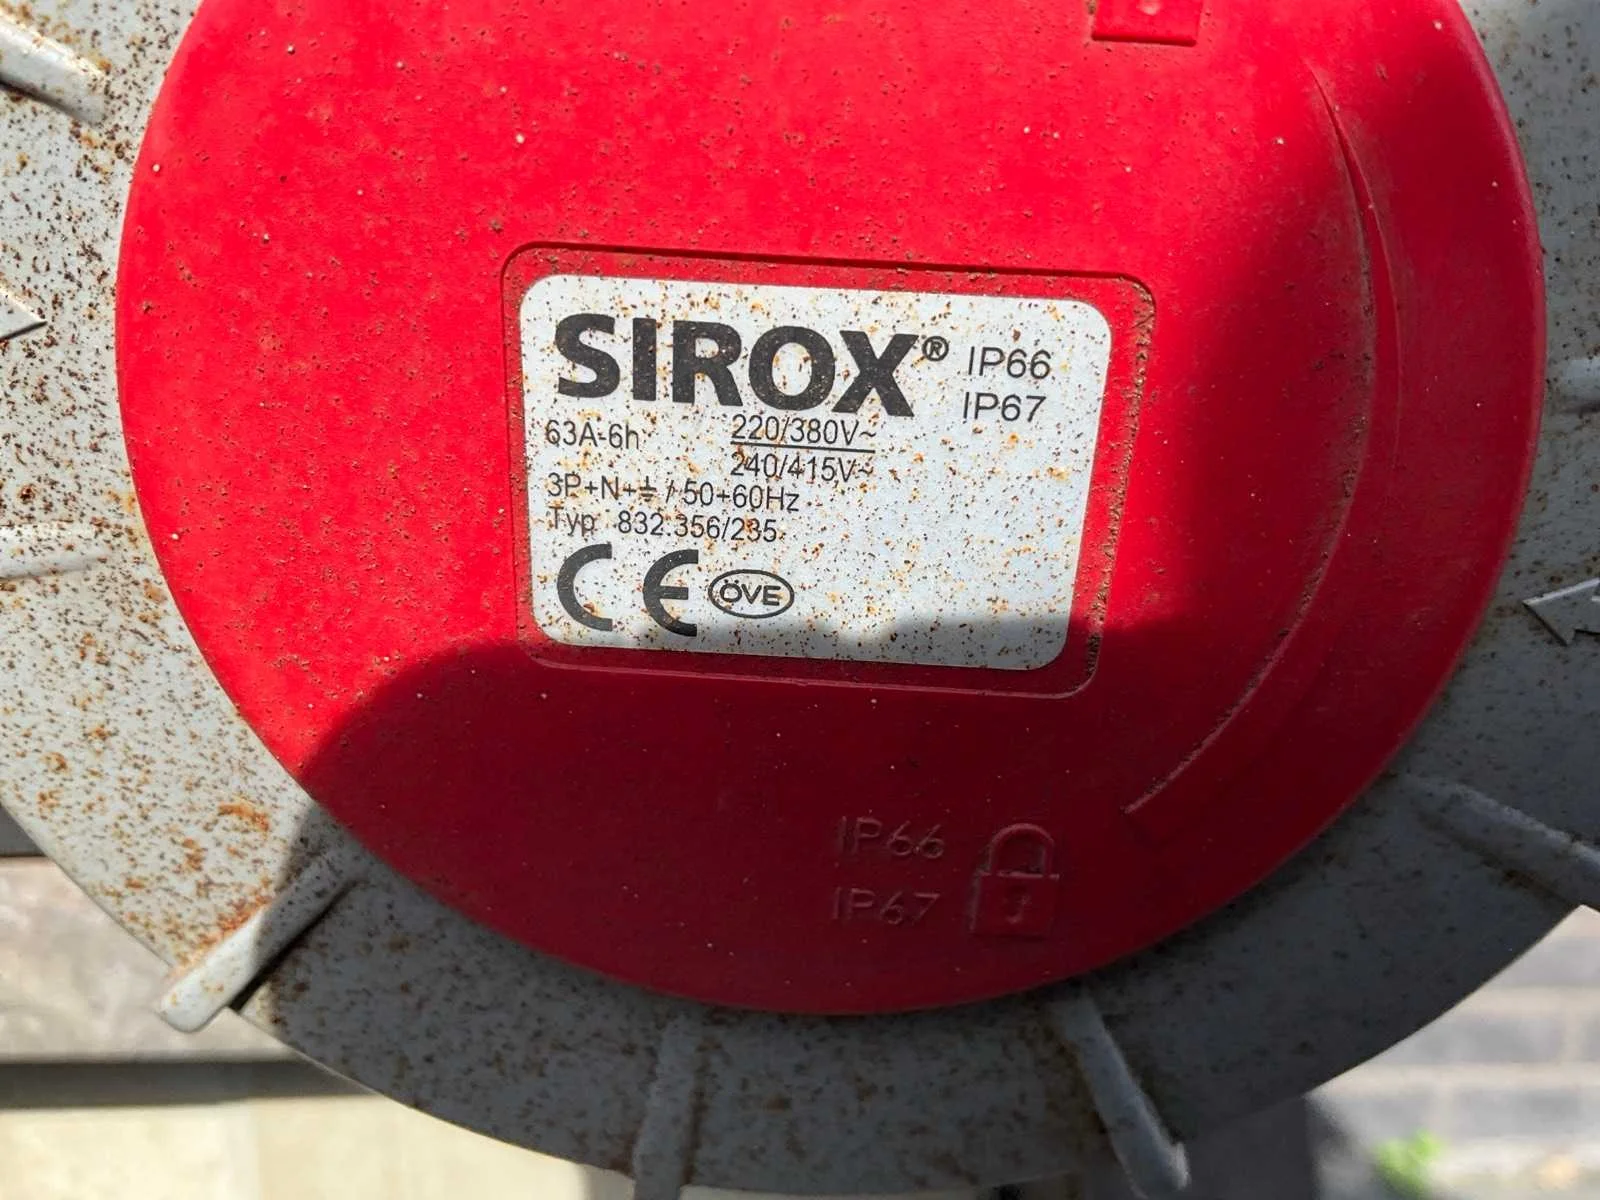 SIROX® IP66
IP67
63A-6h 220/380V~
240/415V~
3P+N+⏚ / 50+60Hz
Typ 832.356/235
CE ÖVE
IP66
IP67